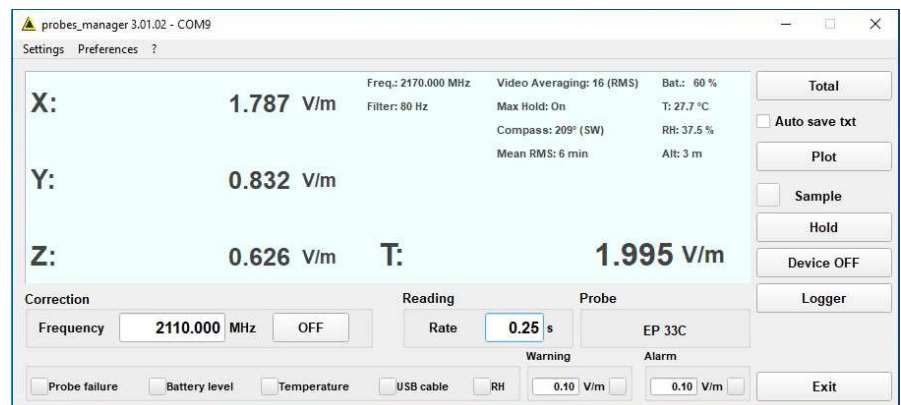 probes_manager 3.01.02 - COM9
Settings Preferences ?
X: 1.787 V/m
Freq.: 2170.000 MHz Video Averaging: 16 (RMS) Bat.: 60 %
Filter: 80 Hz Max Hold: On T: 27.7 °C
Compass: 209° (SW) RH: 37.5 %
Mean RMS: 6 min Alt: 3 m
Y: 0.832 V/m
Z: 0.626 V/m T: 1.995 V/m
Total
Auto save txt
Plot
Sample
Hold
Device OFF
Logger
Correction Reading Probe
Frequency 2110.000 MHz OFF Rate 0.25 s EP 33C
Warning Alarm
Probe failure Battery level Temperature USB cable RH 0.10 V/m 0.10 V/m Exit